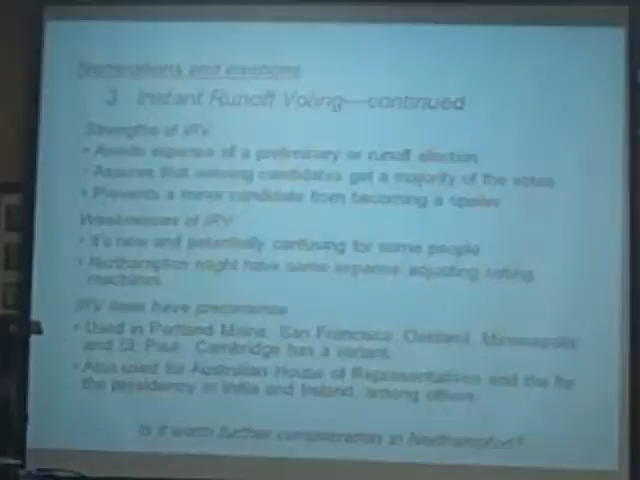 Nominations and elections
3 Instant Runoff Voting—continued
Strengths of IRV
• Avoids expense of a preliminary or runoff election
• Assures that winning candidates get a majority of the votes
• Prevents a minor candidate from becoming a spoiler
Weaknesses of IRV
• It's new and potentially confusing for some people
• Northampton might have some expense adjusting voting
machines
IRV does have precedents
• Used in Portland Maine, San Francisco, Oakland, Minneapolis
and St. Paul. Cambridge has a variant.
• Also used for Australian House of Representatives and the for
the presidency in India and Ireland, among others.
Is it worth further consideration in Northampton?